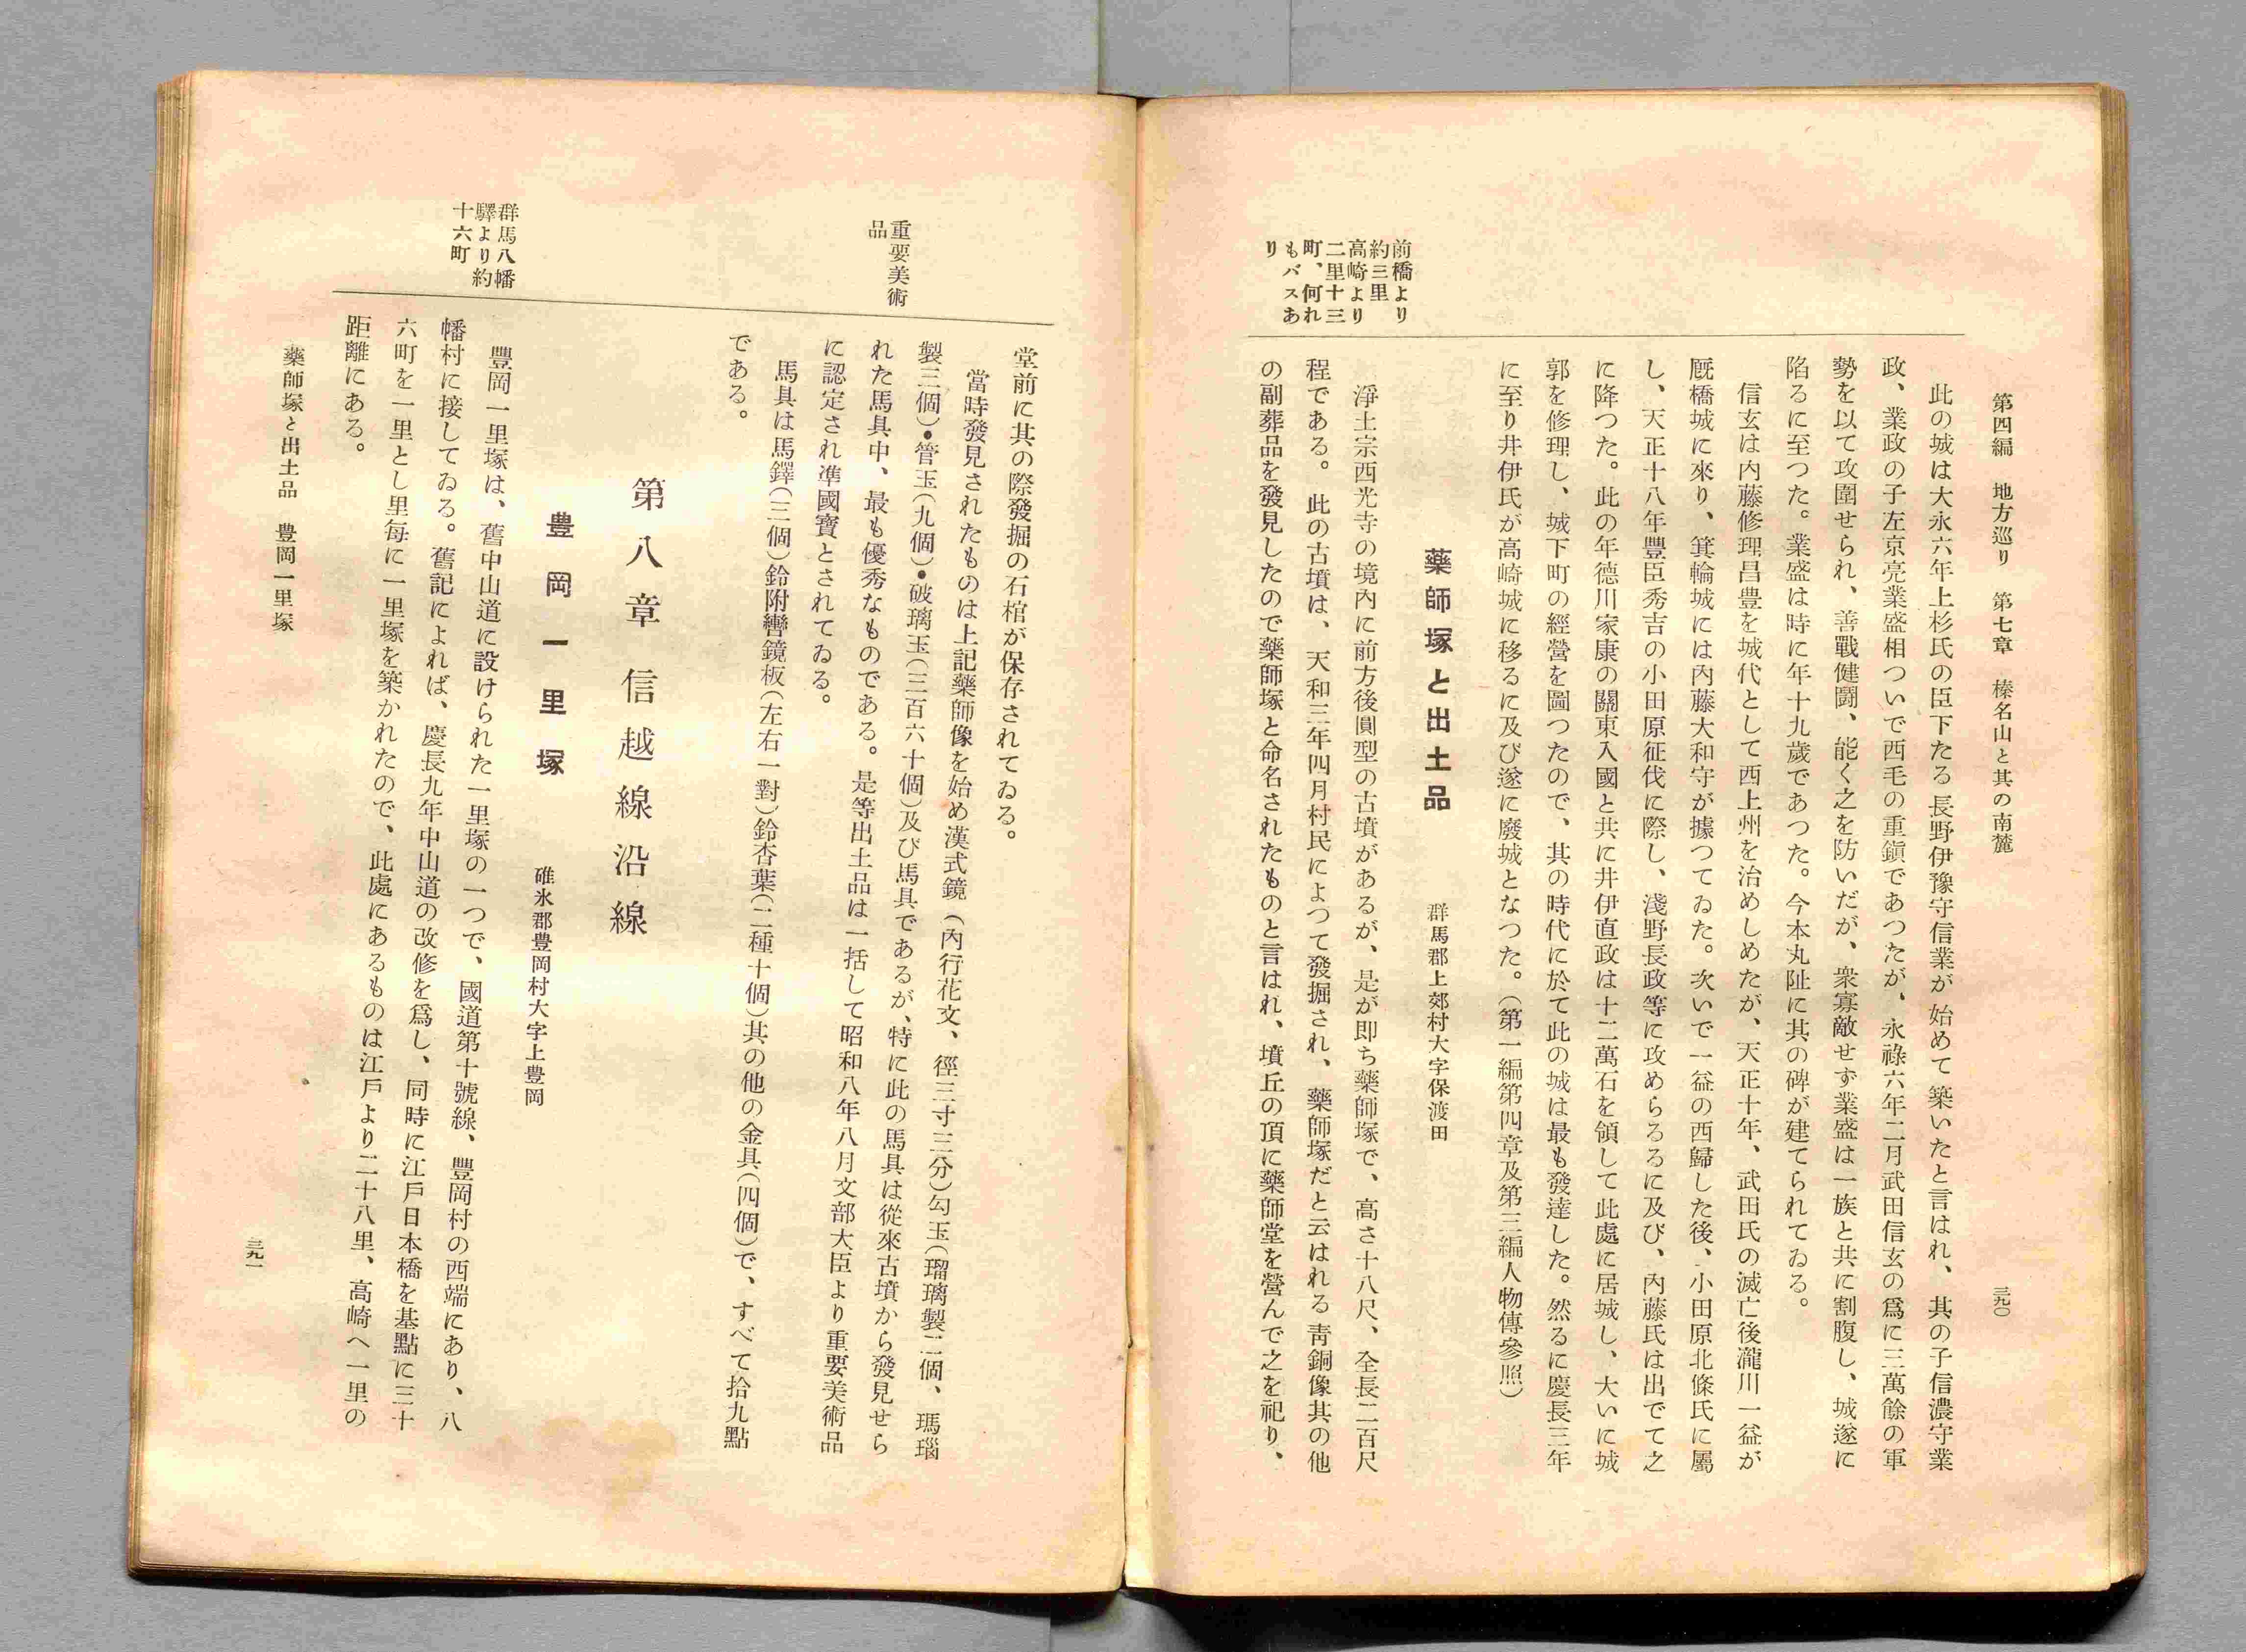 第四編　地方巡り　第七章　榛名山と其の南麓
三九〇
此の城は大永六年上杉氏の臣下たる長野伊豫守信業が始めて築いたと言はれ、其の子信濃守業
政、業政の子左京亮業盛相ついで西毛の重鎭であつたが、永祿六年二月武田信玄の爲に三萬餘の軍
勢を以て攻圍せられ、善戰健鬪、能く之を防いだが、衆寡敵せず業盛は一族と共に割腹し、城遂に
陷るに至つた。業盛は時に年十九歲であつた。今本丸阯に其の碑が建てられてゐる。
信玄は內藤修理昌豊を城代として西上州を治めしめたが、天正十年、武田氏の滅亡後瀧川一益が
厩橋城に來り、箕輪城には內藤大和守が據つてゐた。次いで一益の西歸した後、小田原北條氏に屬
し、天正十八年豐臣秀吉の小田原征伐に際し、淺野長政等に攻めらるるに及び、內藤氏は出でて之
に降つた。此の年德川家康の關東入國と共に井伊直政は十二萬石を領して此處に居城し、大いに城
郭を修理し、城下町の經營を圖つたので、其の時代に於て此の城は最も發達した。然るに慶長三年
に至り井伊氏が高崎城に移るに及び遂に廢城となつた。（第一編第四章及第三編人物傳參照）
藥師塚と出土品
群馬郡上郊村大字保渡田
前橋より
約三里
高崎より
二里十三
町、何れ
もバスあ
り
淨土宗西光寺の境內に前方後圓型の古墳があるが、是が卽ち藥師塚で、高さ十八尺、全長二百尺
程である。此の古墳は、天和三年四月村民によつて發掘され、藥師塚だと云はれる靑銅像其の他
の副葬品を發見したので藥師塚と命名されたものと言はれ、墳丘の頂に藥師堂を營んで之を祀り、
堂前に其の際發掘の石棺が保存されてゐる。
當時發見されたものは上記藥師像を始め漢式鏡（內行花文、徑三寸三分）勾玉（瑠璃製二個、瑪瑙
製三個）•管玉（九個）•破璃玉（三百六十個）及び馬具であるが、特に此の馬具は從來古墳から發見せら
れた馬具中、最も優秀なものである。是等出土品は一括して昭和八年八月文部大臣より重要美術品
に認定され準國寶とされてゐる。
重要美術
品
馬具は馬鐸（三個）鈴附轡鏡板（左右一對）鈴杏葉（二種十個）其の他の金具（四個）で、すべて拾九點
である。
第八章　信越線沿線
豊岡一里塚
碓氷郡豊岡村大字上豊岡
群馬八幡
驛より約
十六町
豐岡一里塚は、舊中山道に設けられた一里塚の一つで、國道第十號線、豐岡村の西端にあり、八
幡村に接してゐる。舊記によれば、慶長九年中山道の改修を爲し、同時に江戶日本橋を基點に三十
六町を一里とし里每に一里塚を築かれたので、此處にあるものは江戶より二十八里、高崎へ一里の
距離にある。
藥師塚と出土品　豊岡一里塚
三九一